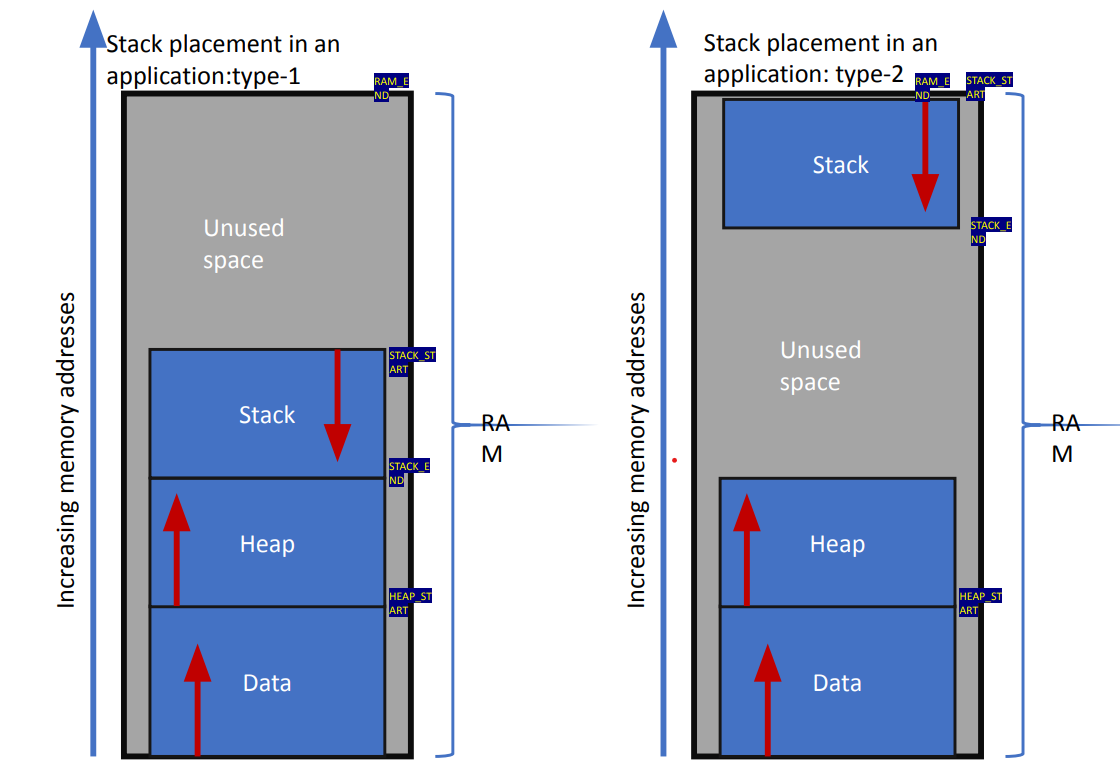 Stack placement in an
application:type-1
RAM_E
ND
Unused
space
STACK_ST
ART
Stack
STACK_E
ND
Heap
HEAP_ST
ART
Data
Increasing memory addresses
RA
M
Stack placement in an
application: type-2
RAM_E
ND
STACK_ST
ART
Stack
STACK_E
ND
Unused
space
Heap
HEAP_ST
ART
Data
Increasing memory addresses
RA
M